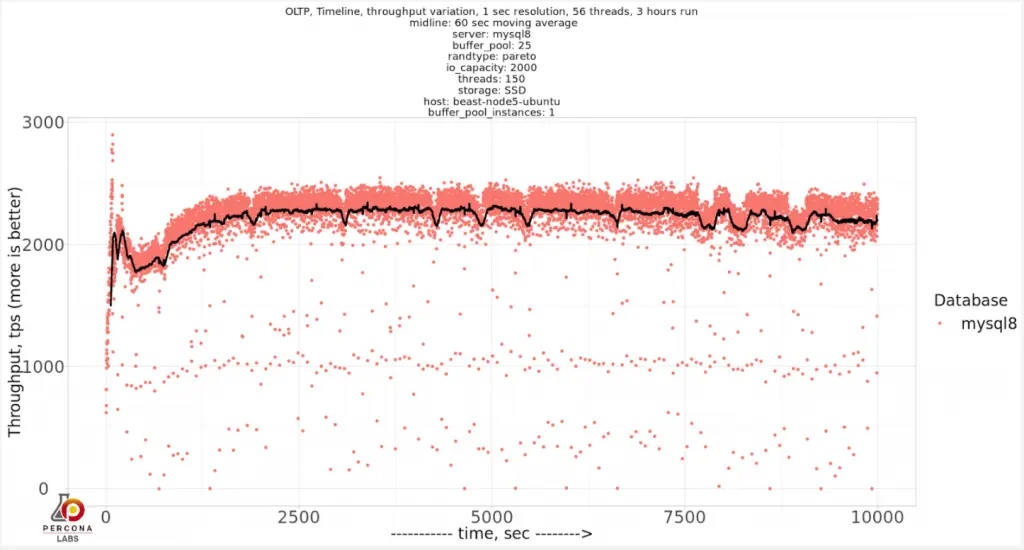 OLTP, Timeline, throughput variation, 1 sec resolution, 56 threads, 3 hours run
midline: 60 sec moving average
server: mysql8
buffer_pool: 25
randtype: pareto
io_capacity: 2000
threads: 150
storage: SSD
host: beast-node5-ubuntu
buffer_pool_instances: 1
Throughput, tps (more is better)
3000
2000
1000
0
Database
mysql8
0
2500
5000
7500
10000
----------- time, sec -------->
PERCONA
LABS